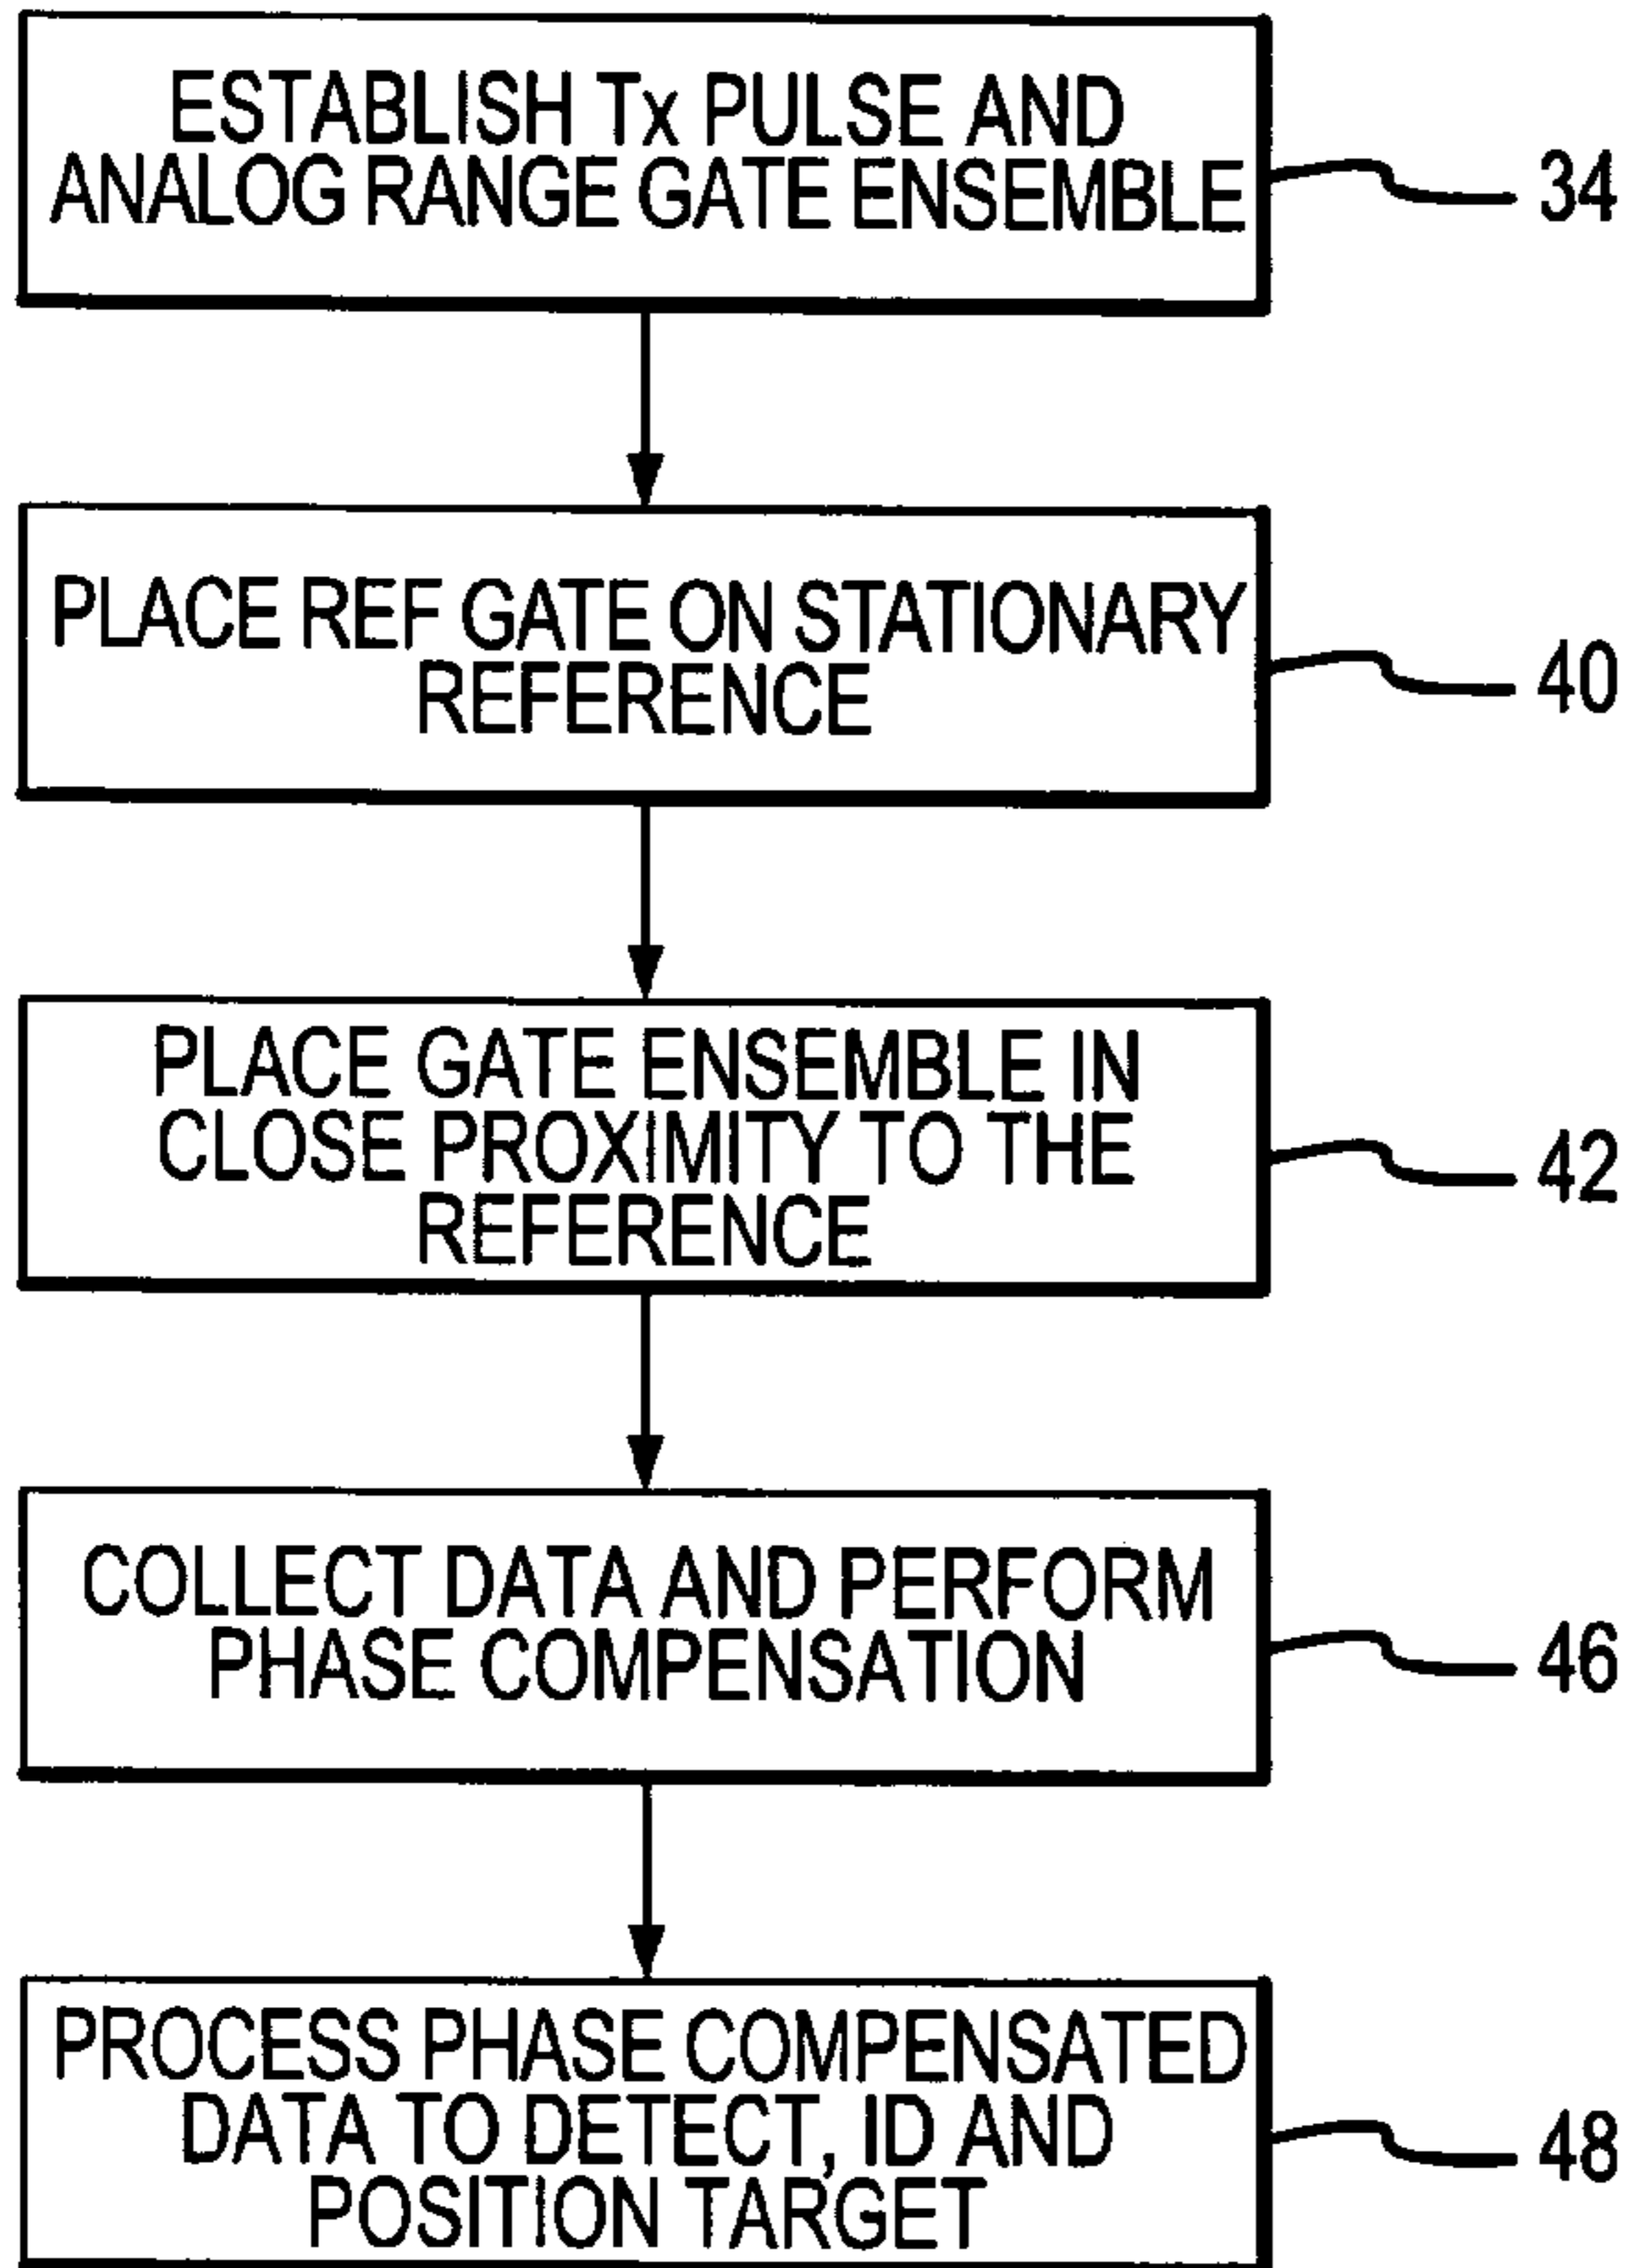 ESTABLISH Tx PULSE AND
ANALOG RANGE GATE ENSEMBLE
34
PLACE REF GATE ON STATIONARY
REFERENCE
40
PLACE GATE ENSEMBLE IN
CLOSE PROXIMITY TO THE
REFERENCE
42
COLLECT DATA AND PERFORM
PHASE COMPENSATION
46
PROCESS PHASE COMPENSATED
DATA TO DETECT, ID AND
POSITION TARGET
48